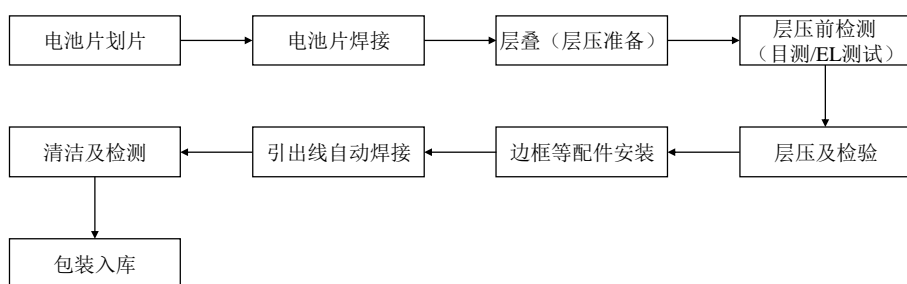 电池片划片
电池片焊接
层叠（层压准备）
层压前检测
（目测/EL测试）
层压及检验
边框等配件安装
引出线自动焊接
清洁及检测
包装入库